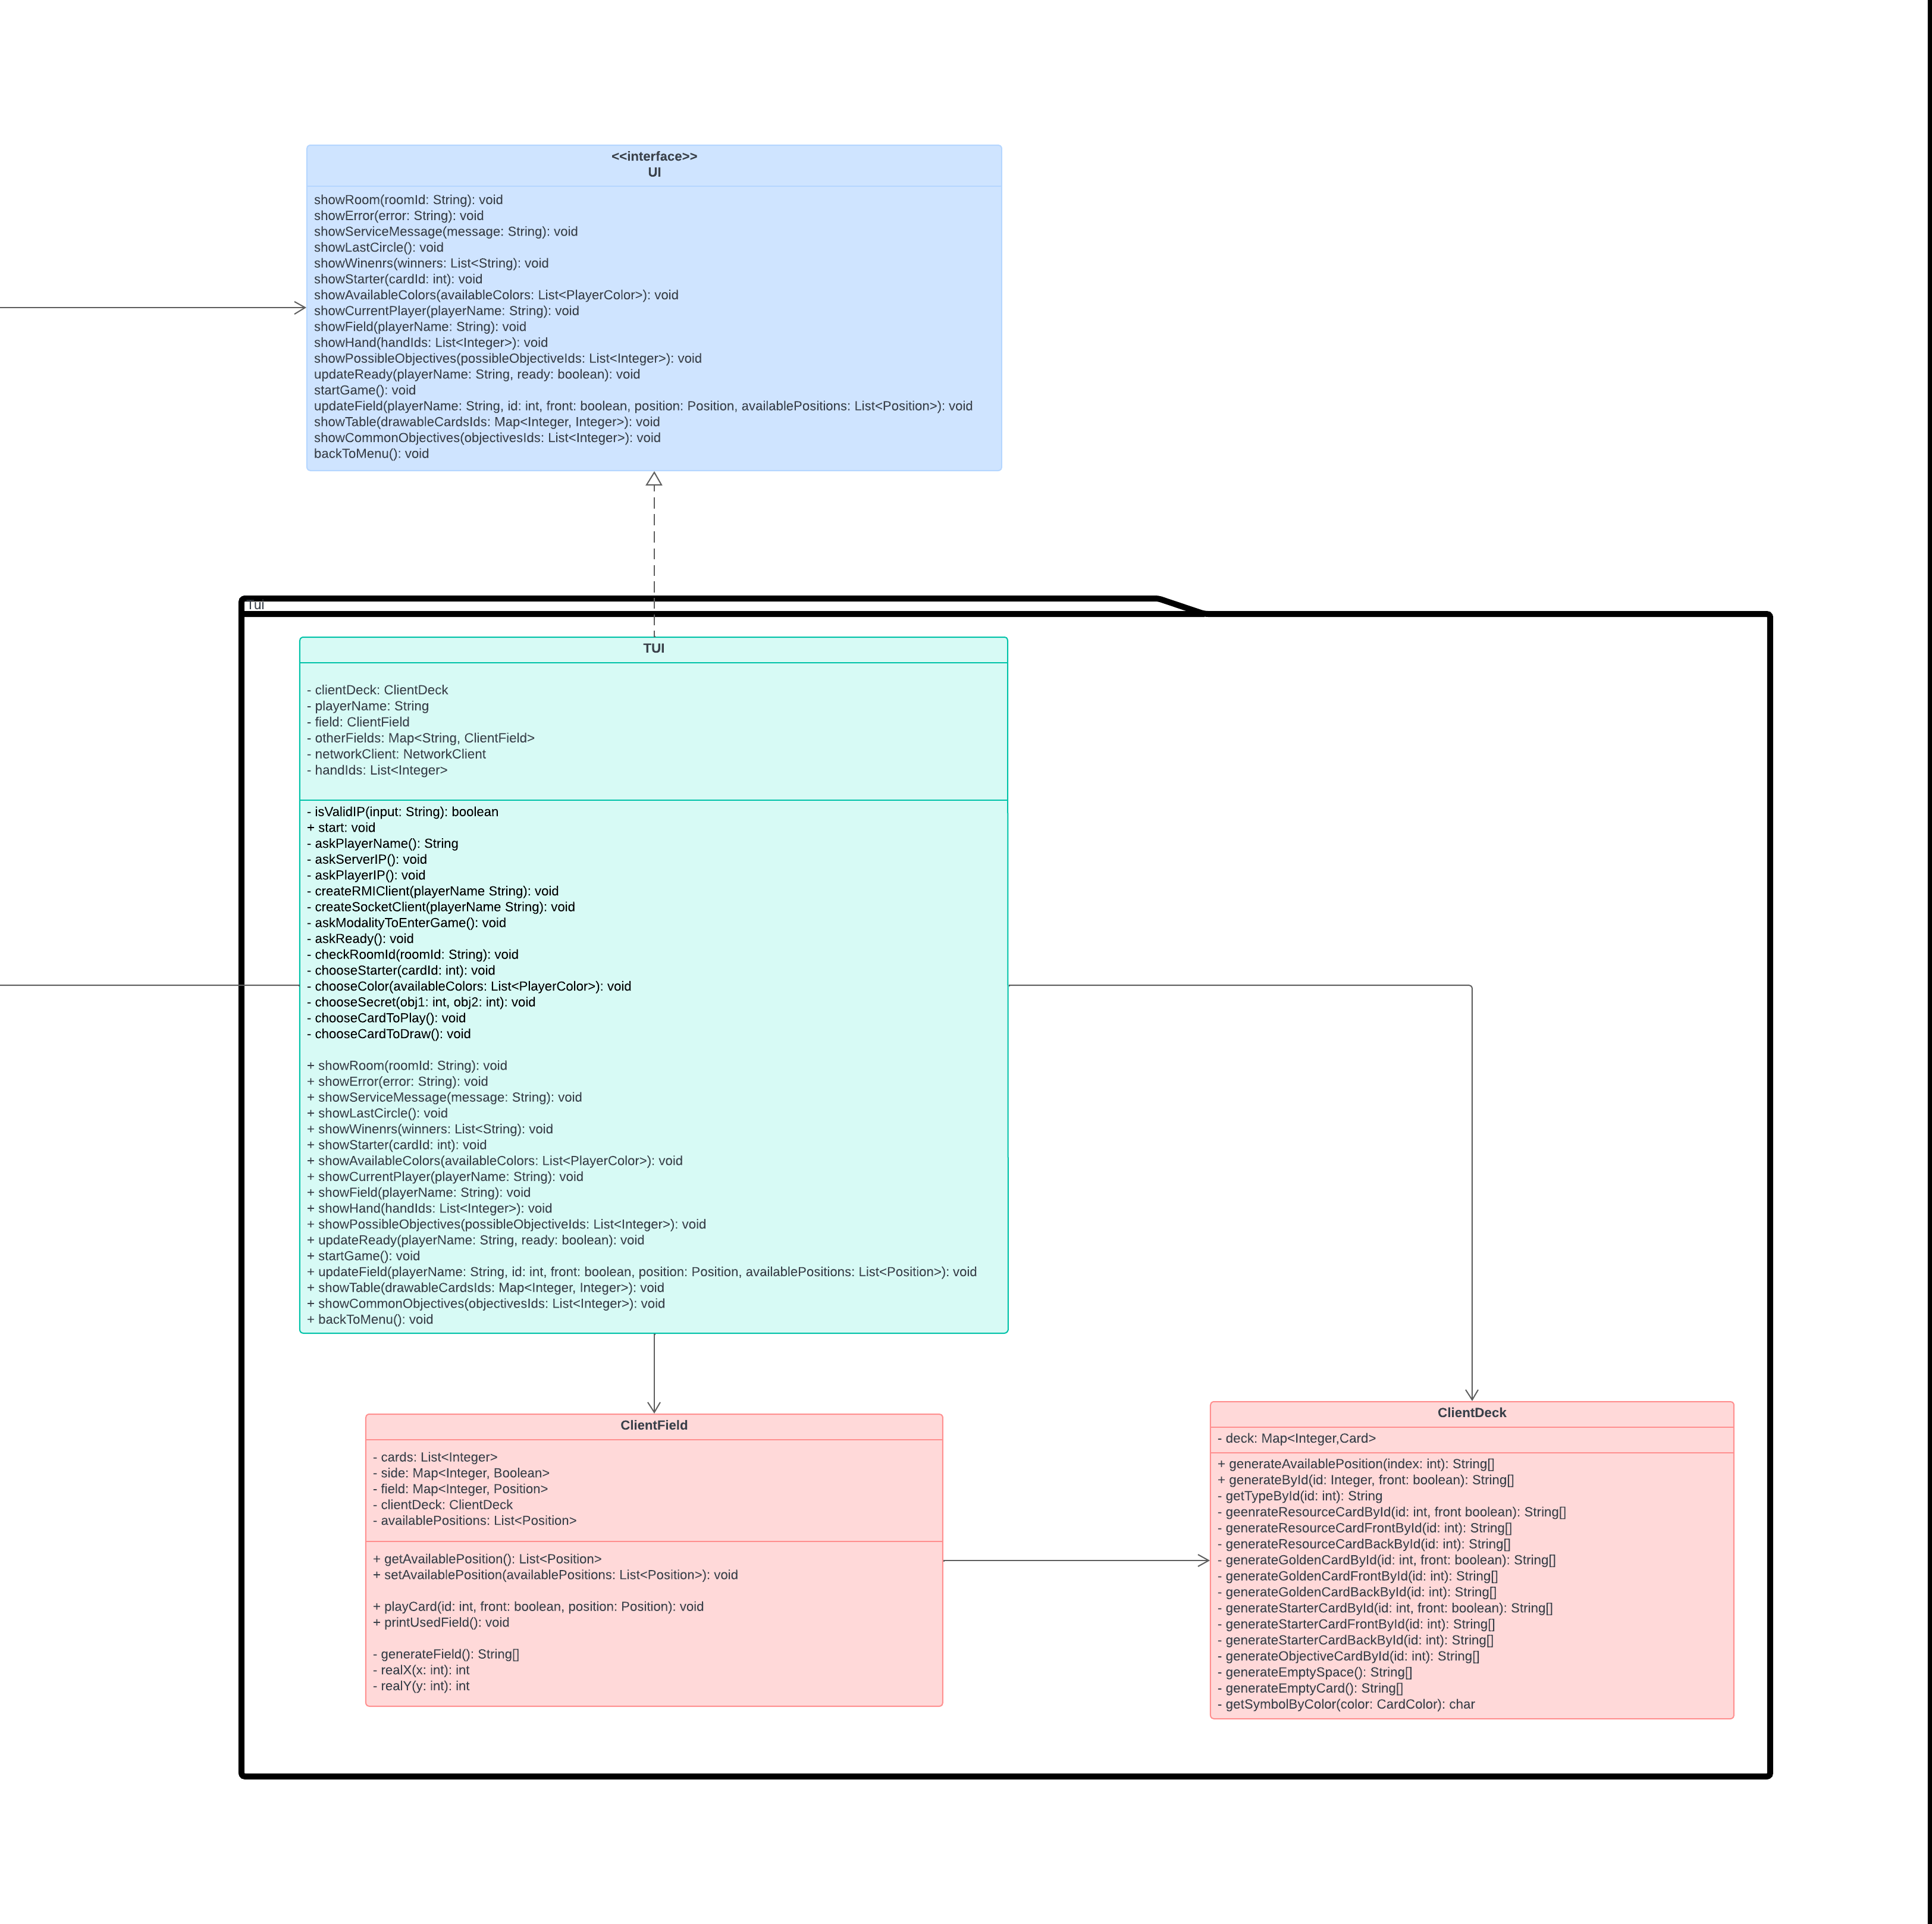 <<interface>>
UI
showRoom(roomId: String): void
showError(error: String): void
showServiceMessage(message: String): void
showLastCircle(): void
showWinenrs(winners: List<String): void
showStarter(cardId: int): void
showAvailableColors(availableColors: List<PlayerColor>): void
showCurrentPlayer(playerName: String): void
showField(playerName: String): void
showHand(handIds: List<Integer>): void
showPossibleObjectives(possibleObjectiveIds: List<Integer>): void
updateReady(playerName: String, ready: boolean): void
startGame(): void
updateField(playerName: String, id: int, front: boolean, position: Position, availablePositions: List<Position>): void
showTable(drawableCardsIds: Map<Integer, Integer>): void
showCommonObjectives(objectivesIds: List<Integer>): void
backToMenu(): void
Tui
TUI
- clientDeck: ClientDeck
- playerName: String
- field: ClientField
- otherFields: Map<String, ClientField>
- networkClient: NetworkClient
- handIds: List<Integer>
- isValidIP(input: String): boolean
+ start: void
- askPlayerName(): String
- askServerIP(): void
- askPlayerIP(): void
- createRMIClient(playerName String): void
- createSocketClient(playerName String): void
- askModalityToEnterGame(): void
- askReady(): void
- checkRoomId(roomId: String): void
- chooseStarter(cardId: int): void
- chooseColor(availableColors: List<PlayerColor>): void
- chooseSecret(obj1: int, obj2: int): void
- chooseCardToPlay(): void
- chooseCardToDraw(): void
+ showRoom(roomId: String): void
+ showError(error: String): void
+ showServiceMessage(message: String): void
+ showLastCircle(): void
+ showWinenrs(winners: List<String): void
+ showStarter(cardId: int): void
+ showAvailableColors(availableColors: List<PlayerColor>): void
+ showCurrentPlayer(playerName: String): void
+ showField(playerName: String): void
+ showHand(handIds: List<Integer>): void
+ showPossibleObjectives(possibleObjectiveIds: List<Integer>): void
+ updateReady(playerName: String, ready: boolean): void
+ startGame(): void
+ updateField(playerName: String, id: int, front: boolean, position: Position, availablePositions: List<Position>): void
+ showTable(drawableCardsIds: Map<Integer, Integer>): void
+ showCommonObjectives(objectivesIds: List<Integer>): void
+ backToMenu(): void
ClientField
- cards: List<Integer>
- side: Map<Integer, Boolean>
- field: Map<Integer, Position>
- clientDeck: ClientDeck
- availablePositions: List<Position>
+ getAvailablePosition(): List<Position>
+ setAvailablePosition(availablePositions: List<Position>): void
+ playCard(id: int, front: boolean, position: Position): void
+ printUsedField(): void
- generateField(): String[]
- realX(x: int): int
- realY(y: int): int
ClientDeck
- deck: Map<Integer,Card>
+ generateAvailablePosition(index: int): String[]
+ generateById(id: Integer, front: boolean): String[]
- getTypeById(id: int): String
- geenrateResourceCardById(id: int, front boolean): String[]
- generateResourceCardFrontById(id: int): String[]
- generateResourceCardBackById(id: int): String[]
- generateGoldenCardById(id: int, front: boolean): String[]
- generateGoldenCardFrontById(id: int): String[]
- generateGoldenCardBackById(id: int): String[]
- generateStarterCardById(id: int, front: boolean): String[]
- generateStarterCardFrontById(id: int): String[]
- generateStarterCardBackById(id: int): String[]
- generateObjectiveCardById(id: int): String[]
- generateEmptySpace(): String[]
- generateEmptyCard(): String[]
- getSymbolByColor(color: CardColor): char